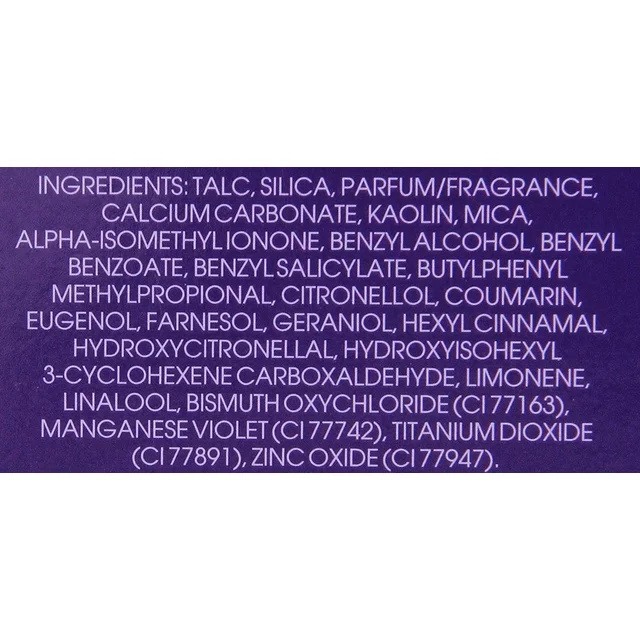 INGREDIENTS: TALC, SILICA, PARFUM/FRAGRANCE,
CALCIUM CARBONATE, KAOLIN, MICA,
ALPHA-ISOMETHYL IONONE, BENZYL ALCOHOL, BENZYL
BENZOATE, BENZYL SALICYLATE, BUTYLPHENYL
METHYLPROPIONAL, CITRONELLOL, COUMARIN,
EUGENOL, FARNESOL, GERANIOL, HEXYL CINNAMAL,
HYDROXYCITRONELLAL, HYDROXYISOHEXYL
3-CYCLOHEXENE CARBOXALDEHYDE, LIMONENE,
LINALOOL, BISMUTH OXYCHLORIDE (CI 77163),
MANGANESE VIOLET (CI 77742), TITANIUM DIOXIDE
(CI 77891), ZINC OXIDE (CI 77947).